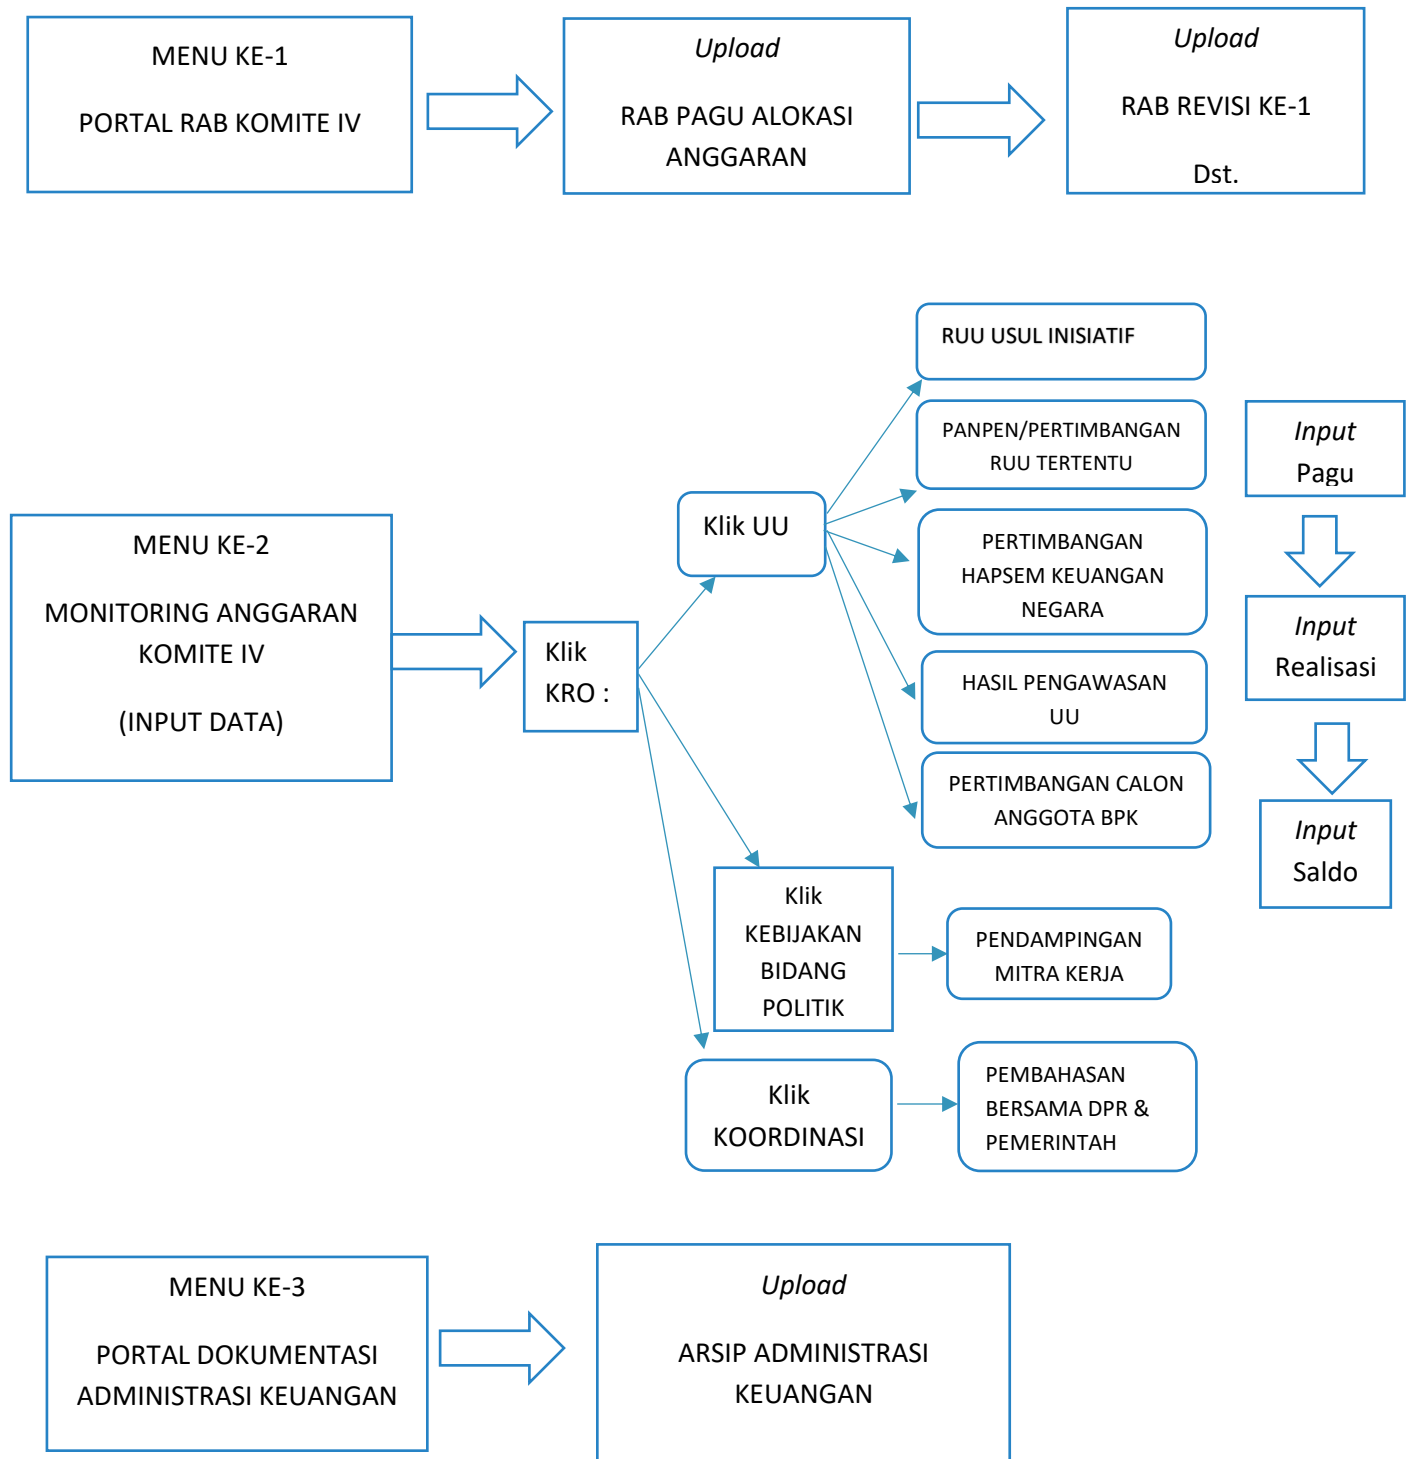 MENU KE-1
PORTAL RAB KOMITE IV
Upload
RAB PAGU ALOKASI
ANGGARAN
Upload
RAB REVISI KE-1
Dst.
MENU KE-2
MONITORING ANGGARAN
KOMITE IV
(INPUT DATA)
Klik
KRO :
Klik UU
RUU USUL INISIATIF
PANPEN/PERTIMBANGAN
RUU TERTENTU
PERTIMBANGAN
HAPSEM KEUANGAN
NEGARA
HASIL PENGAWASAN
UU
PERTIMBANGAN CALON
ANGGOTA BPK
Input
Pagu
Input
Realisasi
Input
Saldo
Klik
KEBIJAKAN
BIDANG
POLITIK
PENDAMPINGAN
MITRA KERJA
Klik
KOORDINASI
PEMBAHASAN
BERSAMA DPR &
PEMERINTAH
MENU KE-3
PORTAL DOKUMENTASI
ADMINISTRASI KEUANGAN
Upload
ARSIP ADMINISTRASI
KEUANGAN